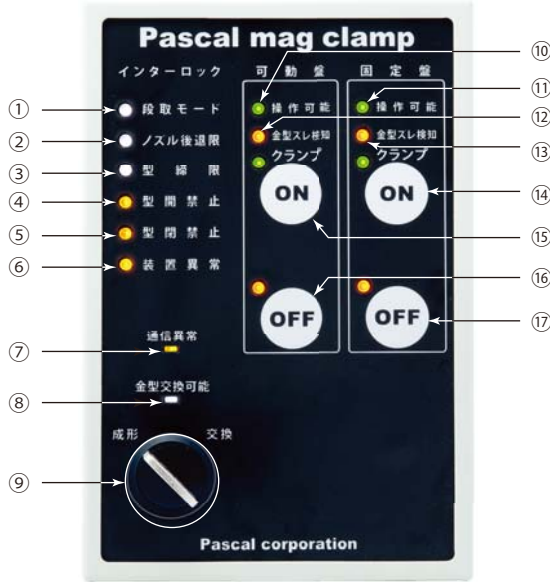 Pascal mag clamp
インターロック
可動盤
固定盤
① 段取モード
② ノズル後退限
③ 型締限
④ 型開禁止
⑤ 型閉禁止
⑥ 装置異常
⑦ 通信異常
⑧ 金型交換可能
⑨ 成形 交換
⑩ 操作可能
⑪ 操作可能
⑫ 金型スレ検知
⑬ 金型スレ検知
クランプ
クランプ
⑭ ON
⑮ ON
⑯ OFF
⑰ OFF
Pascal corporation